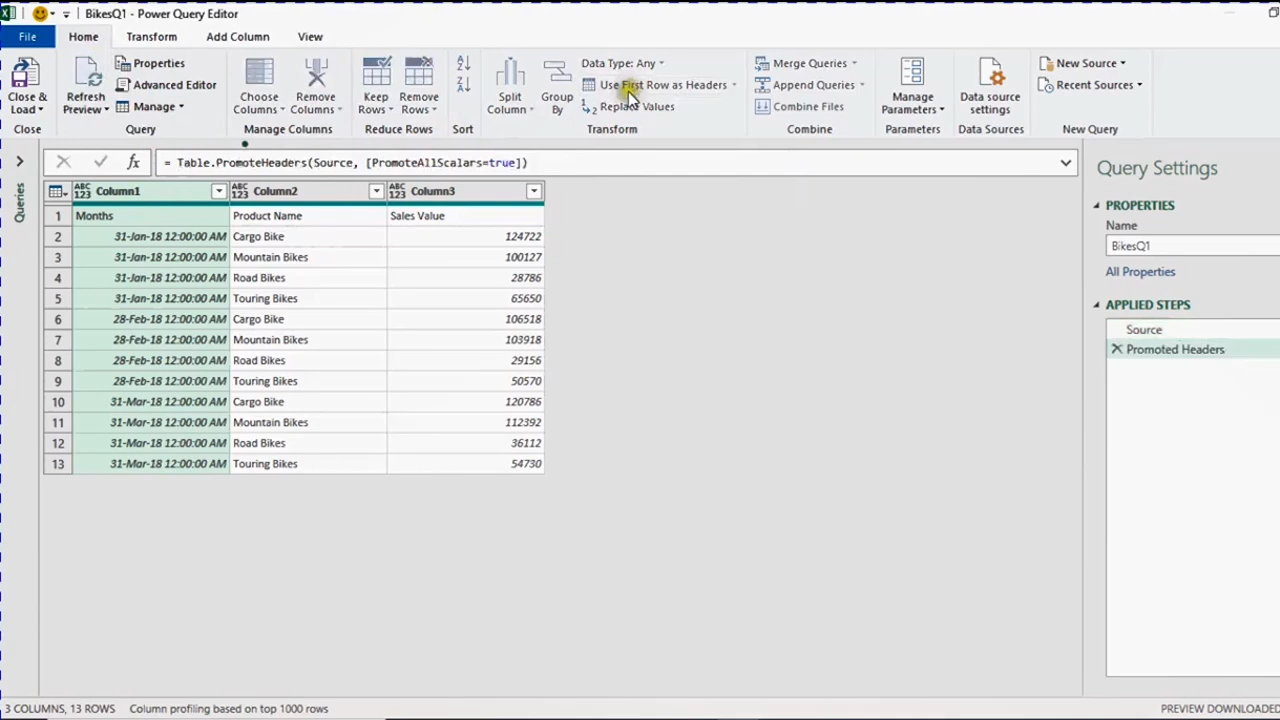 BikesQ1 - Power Query Editor
File Home Transform Add Column View
Close & Load
Close
Refresh Preview
Properties
Advanced Editor
Manage
Query
Choose Columns
Remove Columns
Manage Columns
Keep Rows
Remove Rows
Reduce Rows
Sort
Split Column
Group By
Data Type: Any
Use First Row as Headers
Replace Values
Transform
Merge Queries
Append Queries
Combine Files
Combine
Manage Parameters
Parameters
Data source settings
Data Sources
New Source
Recent Sources
New Query
fx = Table.PromoteHeaders(Source, [PromoteAllScalars=true])
Queries
ABC 123 Column1 ABC 123 Column2 ABC 123 Column3
1 Months Product Name Sales Value
2 31-Jan-18 12:00:00 AM Cargo Bike 124722
3 31-Jan-18 12:00:00 AM Mountain Bikes 100127
4 31-Jan-18 12:00:00 AM Road Bikes 28786
5 31-Jan-18 12:00:00 AM Touring Bikes 65650
6 28-Feb-18 12:00:00 AM Cargo Bike 106518
7 28-Feb-18 12:00:00 AM Mountain Bikes 103918
8 28-Feb-18 12:00:00 AM Road Bikes 29156
9 28-Feb-18 12:00:00 AM Touring Bikes 50570
10 31-Mar-18 12:00:00 AM Cargo Bike 120786
11 31-Mar-18 12:00:00 AM Mountain Bikes 112392
12 31-Mar-18 12:00:00 AM Road Bikes 36112
13 31-Mar-18 12:00:00 AM Touring Bikes 54730
Query Settings
PROPERTIES
Name
BikesQ1
All Properties
APPLIED STEPS
Source
Promoted Headers
3 COLUMNS, 13 ROWS Column profiling based on top 1000 rows
PREVIEW DOWNLOADED